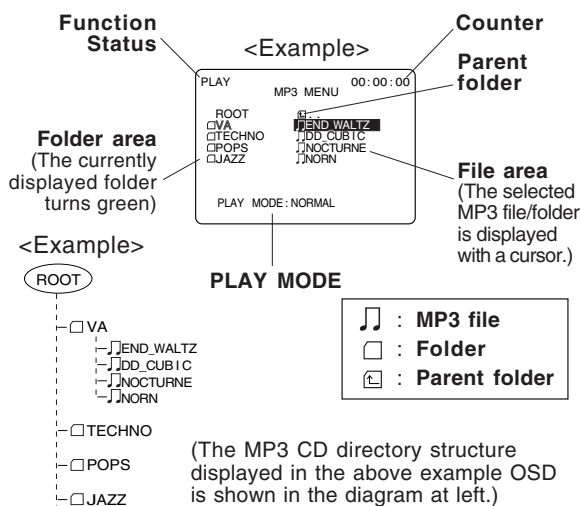 Function
Status
<Example>
Counter
Parent
folder
PLAY
00:00:00
MP3 MENU
ROOT
..
VA
END_WALTZ
TECHNO
DD_CUBIC
POPS
NOCTURNE
JAZZ
NORN
PLAY MODE:NORMAL
Folder area
(The currently
displayed folder
turns green)
File area
(The selected
MP3 file/folder
is displayed
with a cursor.)
PLAY MODE
<Example>
ROOT
VA
END_WALTZ
DD_CUBIC
NOCTURNE
NORN
TECHNO
POPS
JAZZ
: MP3 file
: Folder
: Parent folder
(The MP3 CD directory structure
displayed in the above example OSD
is shown in the diagram at left.)